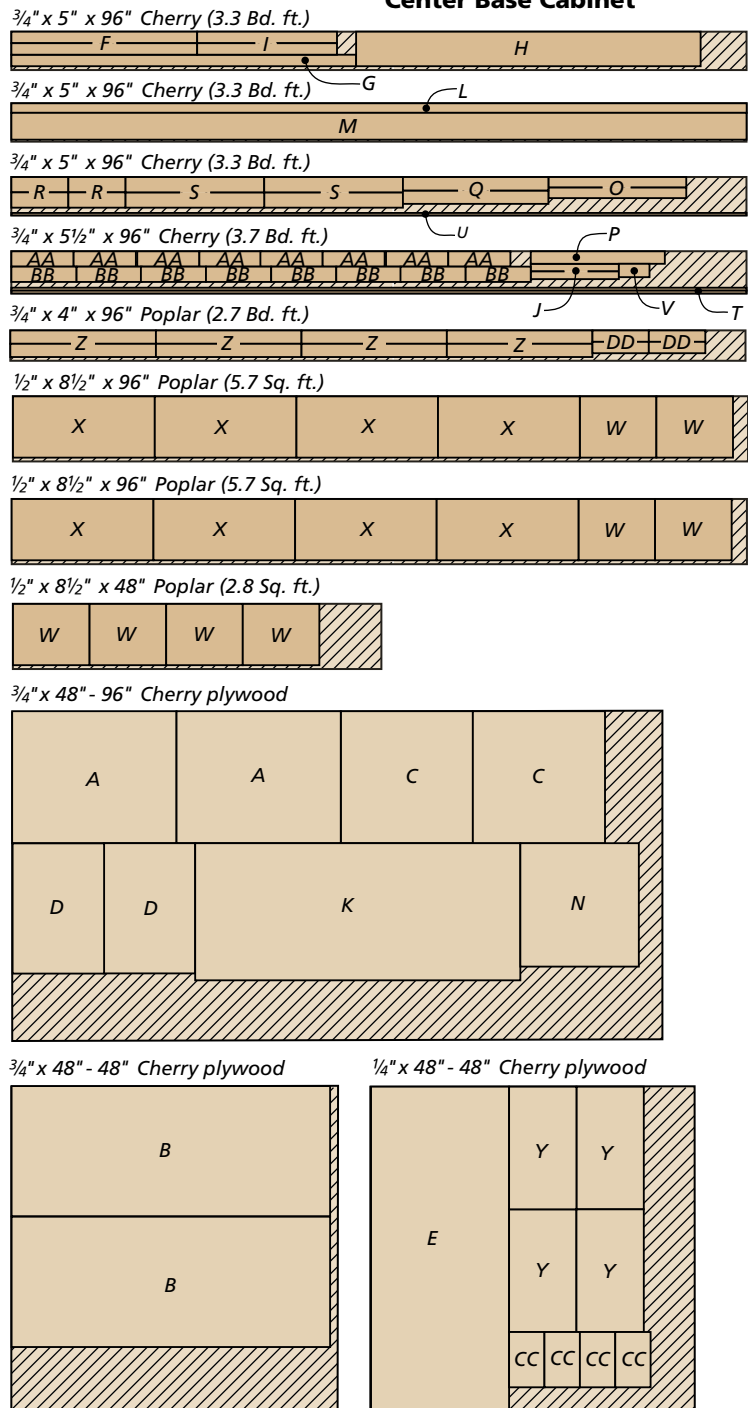 Center Base Cabinet
¾" x 5" x 96" Cherry (3.3 Bd. ft.)
F I H
G
¾" x 5" x 96" Cherry (3.3 Bd. ft.)
L
M
¾" x 5" x 96" Cherry (3.3 Bd. ft.)
R R S S Q O
U
¾" x 5½" x 96" Cherry (3.7 Bd. ft.)
P
AA AA AA AA AA AA AA AA
BB BB BB BB BB BB BB BB
J V T
¾" x 4" x 96" Poplar (2.7 Bd. ft.)
Z Z Z Z DD DD
½" x 8½" x 96" Poplar (5.7 Sq. ft.)
X X X X W W
½" x 8½" x 96" Poplar (5.7 Sq. ft.)
X X X X W W
½" x 8½" x 48" Poplar (2.8 Sq. ft.)
W W W W
¾" x 48" - 96" Cherry plywood
A A C C
D D K N
¾" x 48" - 48" Cherry plywood
B
B
¼" x 48" - 48" Cherry plywood
E
Y Y
Y Y
CC CC CC CC